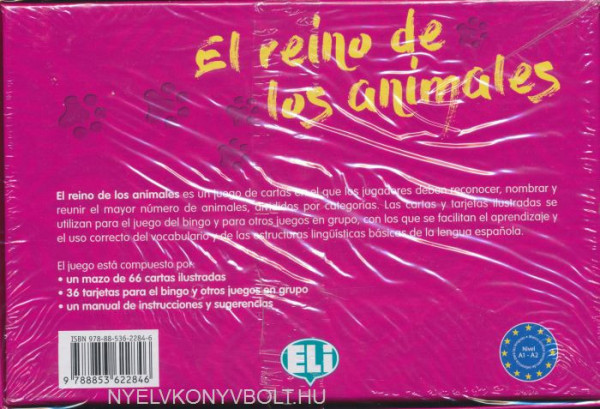 El reino de
los animales
El reino de los animales es un juego de cartas en el que los jugadores deben reconocer, nombrar y
reunir el mayor número de animales, divididos por categorías. Las cartas y tarjetas ilustradas se
utilizan para el juego del bingo y para otros juegos en grupo, con los que se facilitan el aprendizaje y
el uso correcto del vocabulario y de las estructuras lingüísticas básicas de la lengua española.
El juego está compuesto por:
• un mazo de 66 cartas ilustradas
• 36 tarjetas para el bingo y otros juegos en grupo
• un manual de instrucciones y sugerencias
ISBN 978-88-536-2284-6
9 788853 622846
ELi
Nivel
A1 - A2
NYELVKONYVBOLT.HU